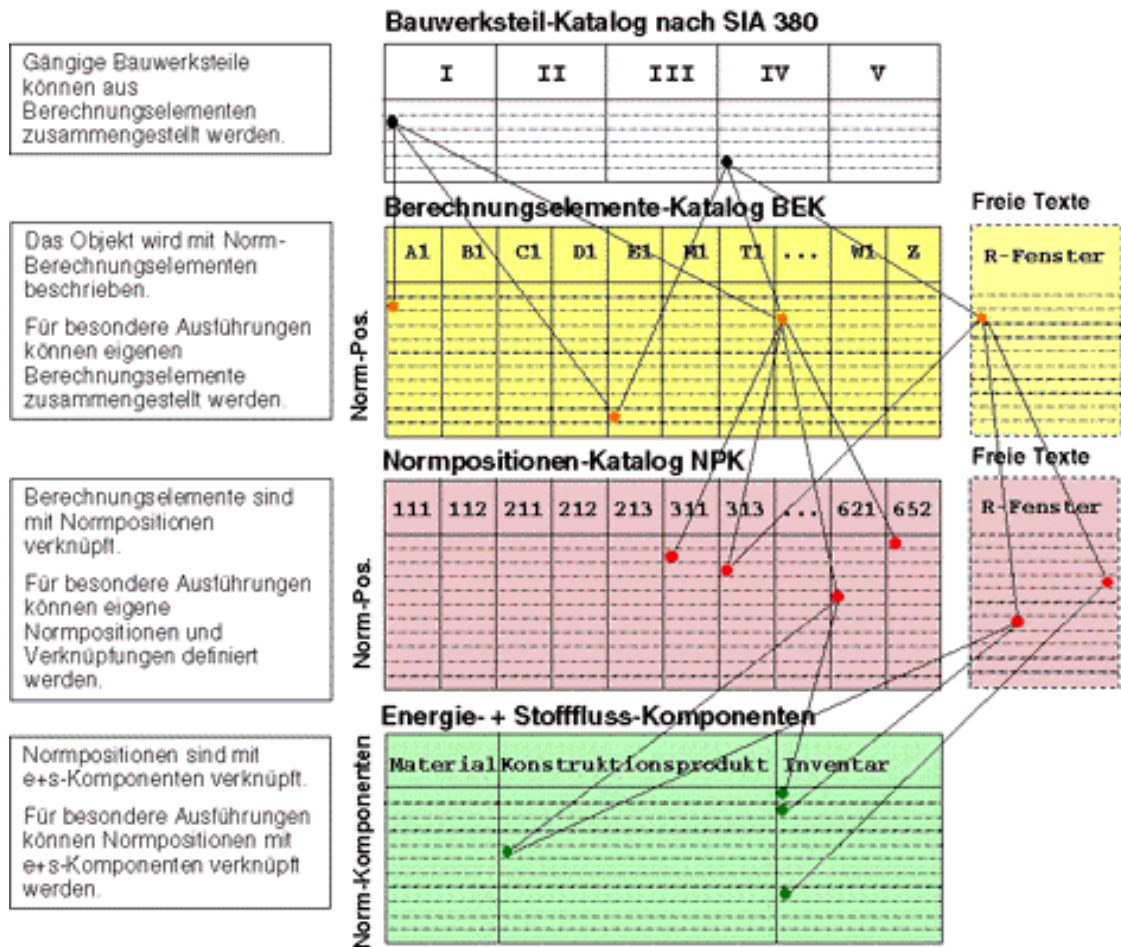 Bauwerksteil-Katalog nach SIA 380
Gängige Bauwerksteile
können aus
Berechnungselementen
zusammengestellt werden.
I II III IV V
Berechnungselemente-Katalog BEK
Freie Texte
Das Objekt wird mit Norm-
Berechnungselementen
beschrieben.
Für besondere Ausführungen
können eigenen
Berechnungselemente
zusammengestellt werden.
Norm-Pos.
A1 B1 C1 D1 E1 M1 T1 ... W1 Z
R-Fenster
Normpositionen-Katalog NPK
Freie Texte
Berechnungselemente sind
mit Normpositionen
verknüpft.
Für besondere Ausführungen
können eigene
Normpositionen und
Verknüpfungen definiert
werden.
Norm-Pos.
111 112 211 212 213 311 313 ... 621 652
R-Fenster
Energie- + Stofffluss-Komponenten
Normpositionen sind mit
e+s-Komponenten verknüpft.
Für besondere Ausführungen
können Normpositionen mit
e+s-Komponenten verknüpft
werden.
Norm-Komponenten
Material Konstruktionsprodukt Inventar